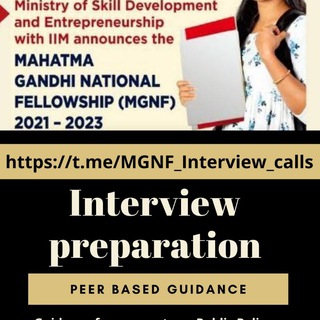 Ministry of Skill Development
and Entrepreneurship
with IIM announces the
MAHATMA
GANDHI NATIONAL
FELLOWSHIP (MGNF)
2021 – 2023
https://t.me/MGNF_Interview_calls
Interview
preparation
PEER BASED GUIDANCE